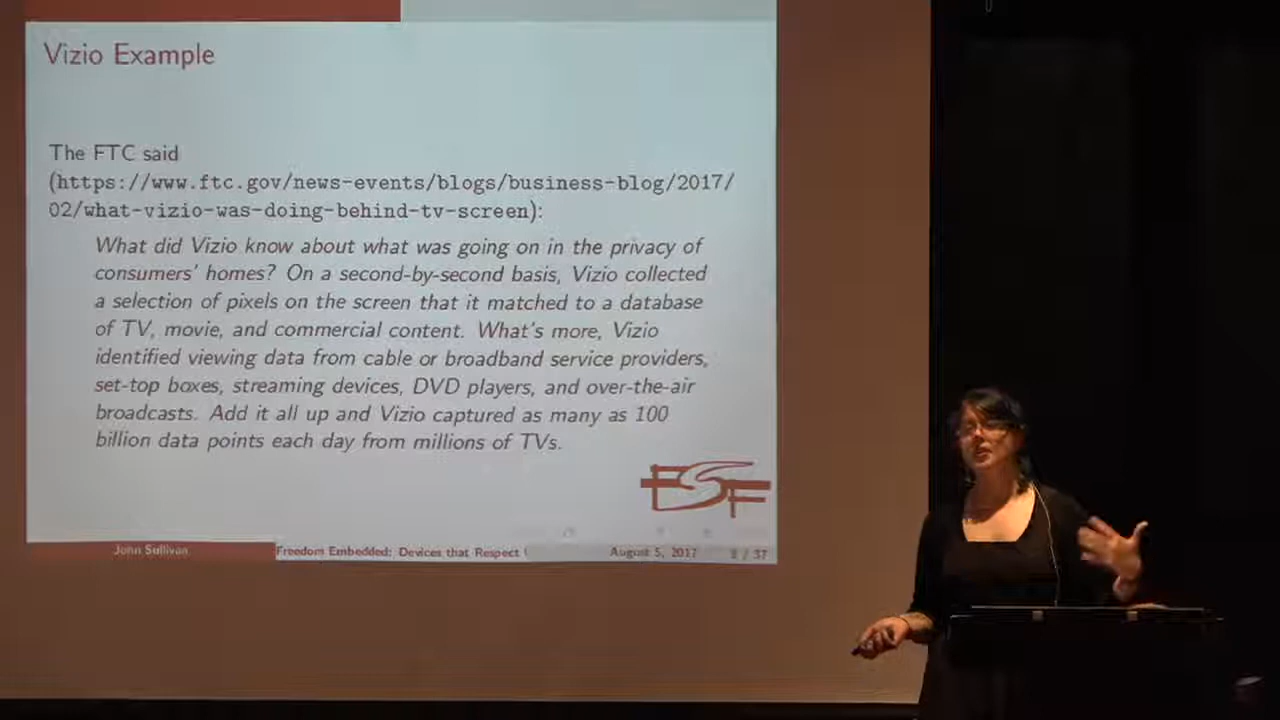 Vizio Example
The FTC said
(https://www.ftc.gov/news-events/blogs/business-blog/2017/
02/what-vizio-was-doing-behind-tv-screen):
What did Vizio know about what was going on in the privacy of
consumers' homes? On a second-by-second basis, Vizio collected
a selection of pixels on the screen that it matched to a database
of TV, movie, and commercial content. What's more, Vizio
identified viewing data from cable or broadband service providers,
set-top boxes, streaming devices, DVD players, and over-the-air
broadcasts. Add it all up and Vizio captured as many as 100
billion data points each day from millions of TVs.
FSF
John Sullivan
Freedom Embedded: Devices that Respect
August 5, 2017
/ 37